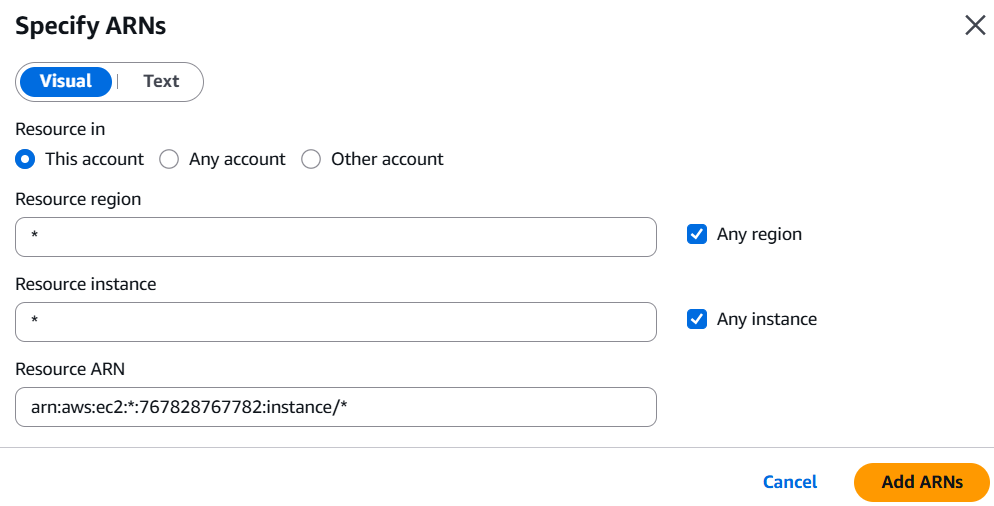 Specify ARNs
Visual | Text
Resource in
This account Any account Other account
Resource region
* Any region
Resource instance
* Any instance
Resource ARN
arn:aws:ec2:*:767828767782:instance/*
Cancel Add ARNs